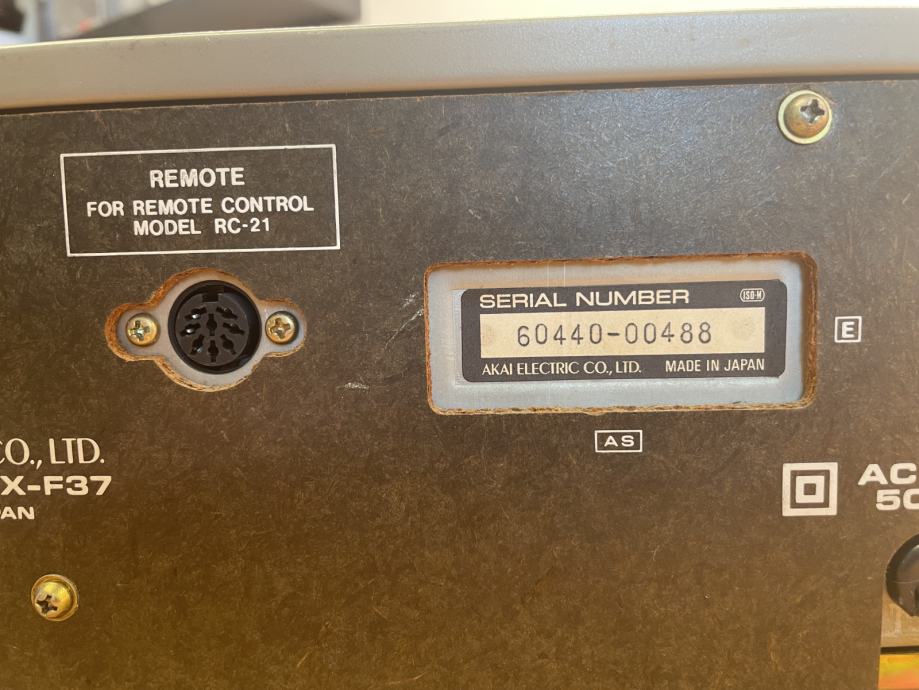 REMOTE
FOR REMOTE CONTROL
MODEL RC-21
SERIAL NUMBER
ISO-M
60440-00488
AKAI ELECTRIC CO., LTD. MADE IN JAPAN
E
AS
CO., LTD.
X-F37
PAN
AC
50